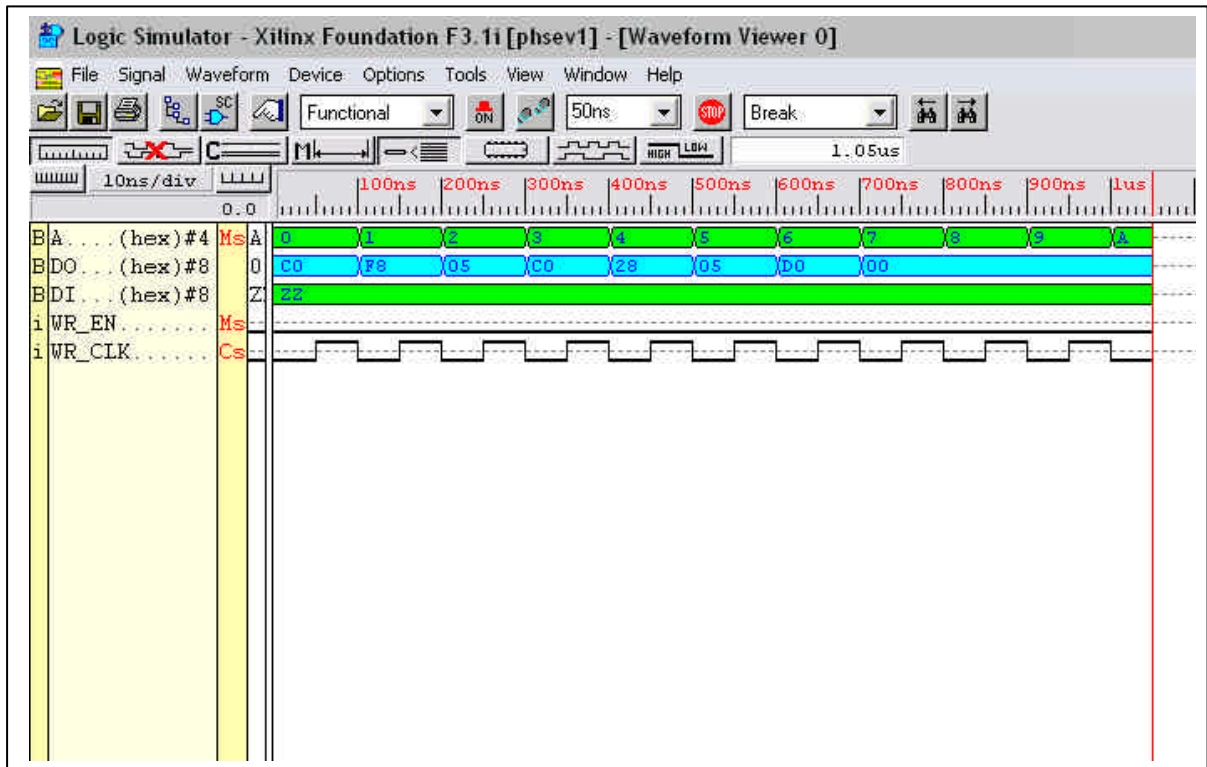 Logic Simulator - Xilinx Foundation F3.1i [phsev1] - [Waveform Viewer 0]
File Signal Waveform Device Options Tools View Window Help
SC Functional ON 50ns STOP Break
C M HIGH LOW 1.05us
10ns/div 100ns 200ns 300ns 400ns 500ns 600ns 700ns 800ns 900ns 1us
0.0
B A....(hex)#4 Ms A 0 1 2 3 4 5 6 7 8 9 A
B DO...(hex)#8 0 C0 F8 05 C0 28 05 D0 00
B DI...(hex)#8 Z ZZ
i WR_EN....... Ms
i WR_CLK...... Cs